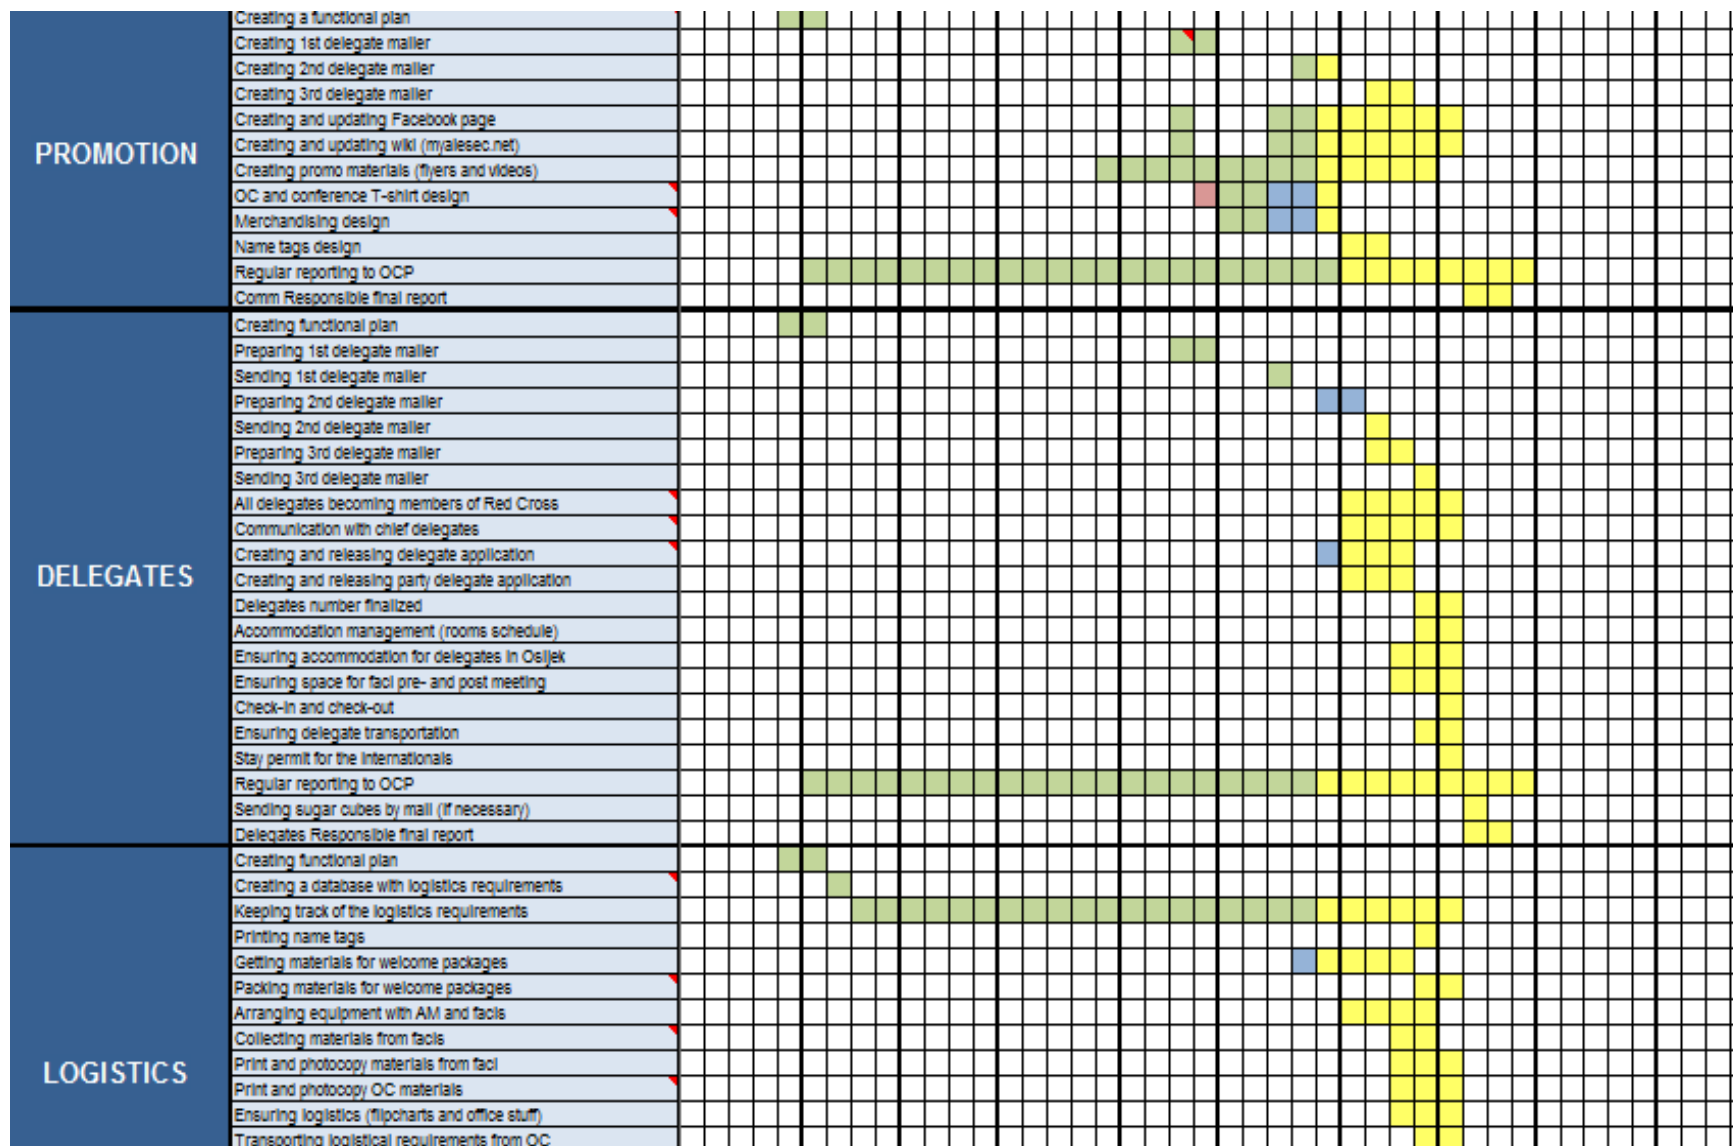 PROMOTION
Creating a functional plan
Creating 1st delegate mailer
Creating 2nd delegate mailer
Creating 3rd delegate mailer
Creating and updating Facebook page
Creating and updating wiki (myaiesec.net)
Creating promo materials (flyers and videos)
OC and conference T-shirt design
Merchandising design
Name tags design
Regular reporting to OCP
Comm Responsible final report
DELEGATES
Creating functional plan
Preparing 1st delegate mailer
Sending 1st delegate mailer
Preparing 2nd delegate mailer
Sending 2nd delegate mailer
Preparing 3rd delegate mailer
Sending 3rd delegate mailer
All delegates becoming members of Red Cross
Communication with chief delegates
Creating and releasing delegate application
Creating and releasing party delegate application
Delegates number finalized
Accommodation management (rooms schedule)
Ensuring accommodation for delegates in Osijek
Ensuring space for faci pre- and post meeting
Check-in and check-out
Ensuring delegate transportation
Stay permit for the internationals
Regular reporting to OCP
Sending sugar cubes by mail (if necessary)
Delegates Responsible final report
LOGISTICS
Creating functional plan
Creating a database with logistics requirements
Keeping track of the logistics requirements
Printing name tags
Getting materials for welcome packages
Packing materials for welcome packages
Arranging equipment with AM and facis
Collecting materials from facis
Print and photocopy materials from faci
Print and photocopy OC materials
Ensuring logistics (flipcharts and office stuff)
Transporting logistical requirements from OC